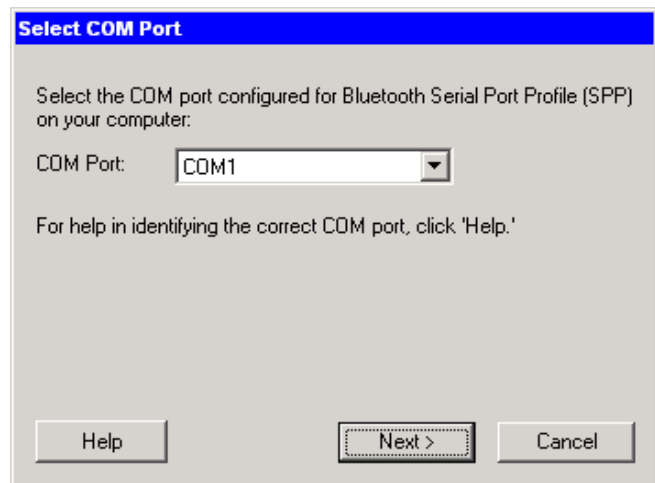 Select COM Port
Select the COM port configured for Bluetooth Serial Port Profile (SPP)
on your computer:
COM Port: COM1
For help in identifying the correct COM port, click 'Help.'
Help Next > Cancel